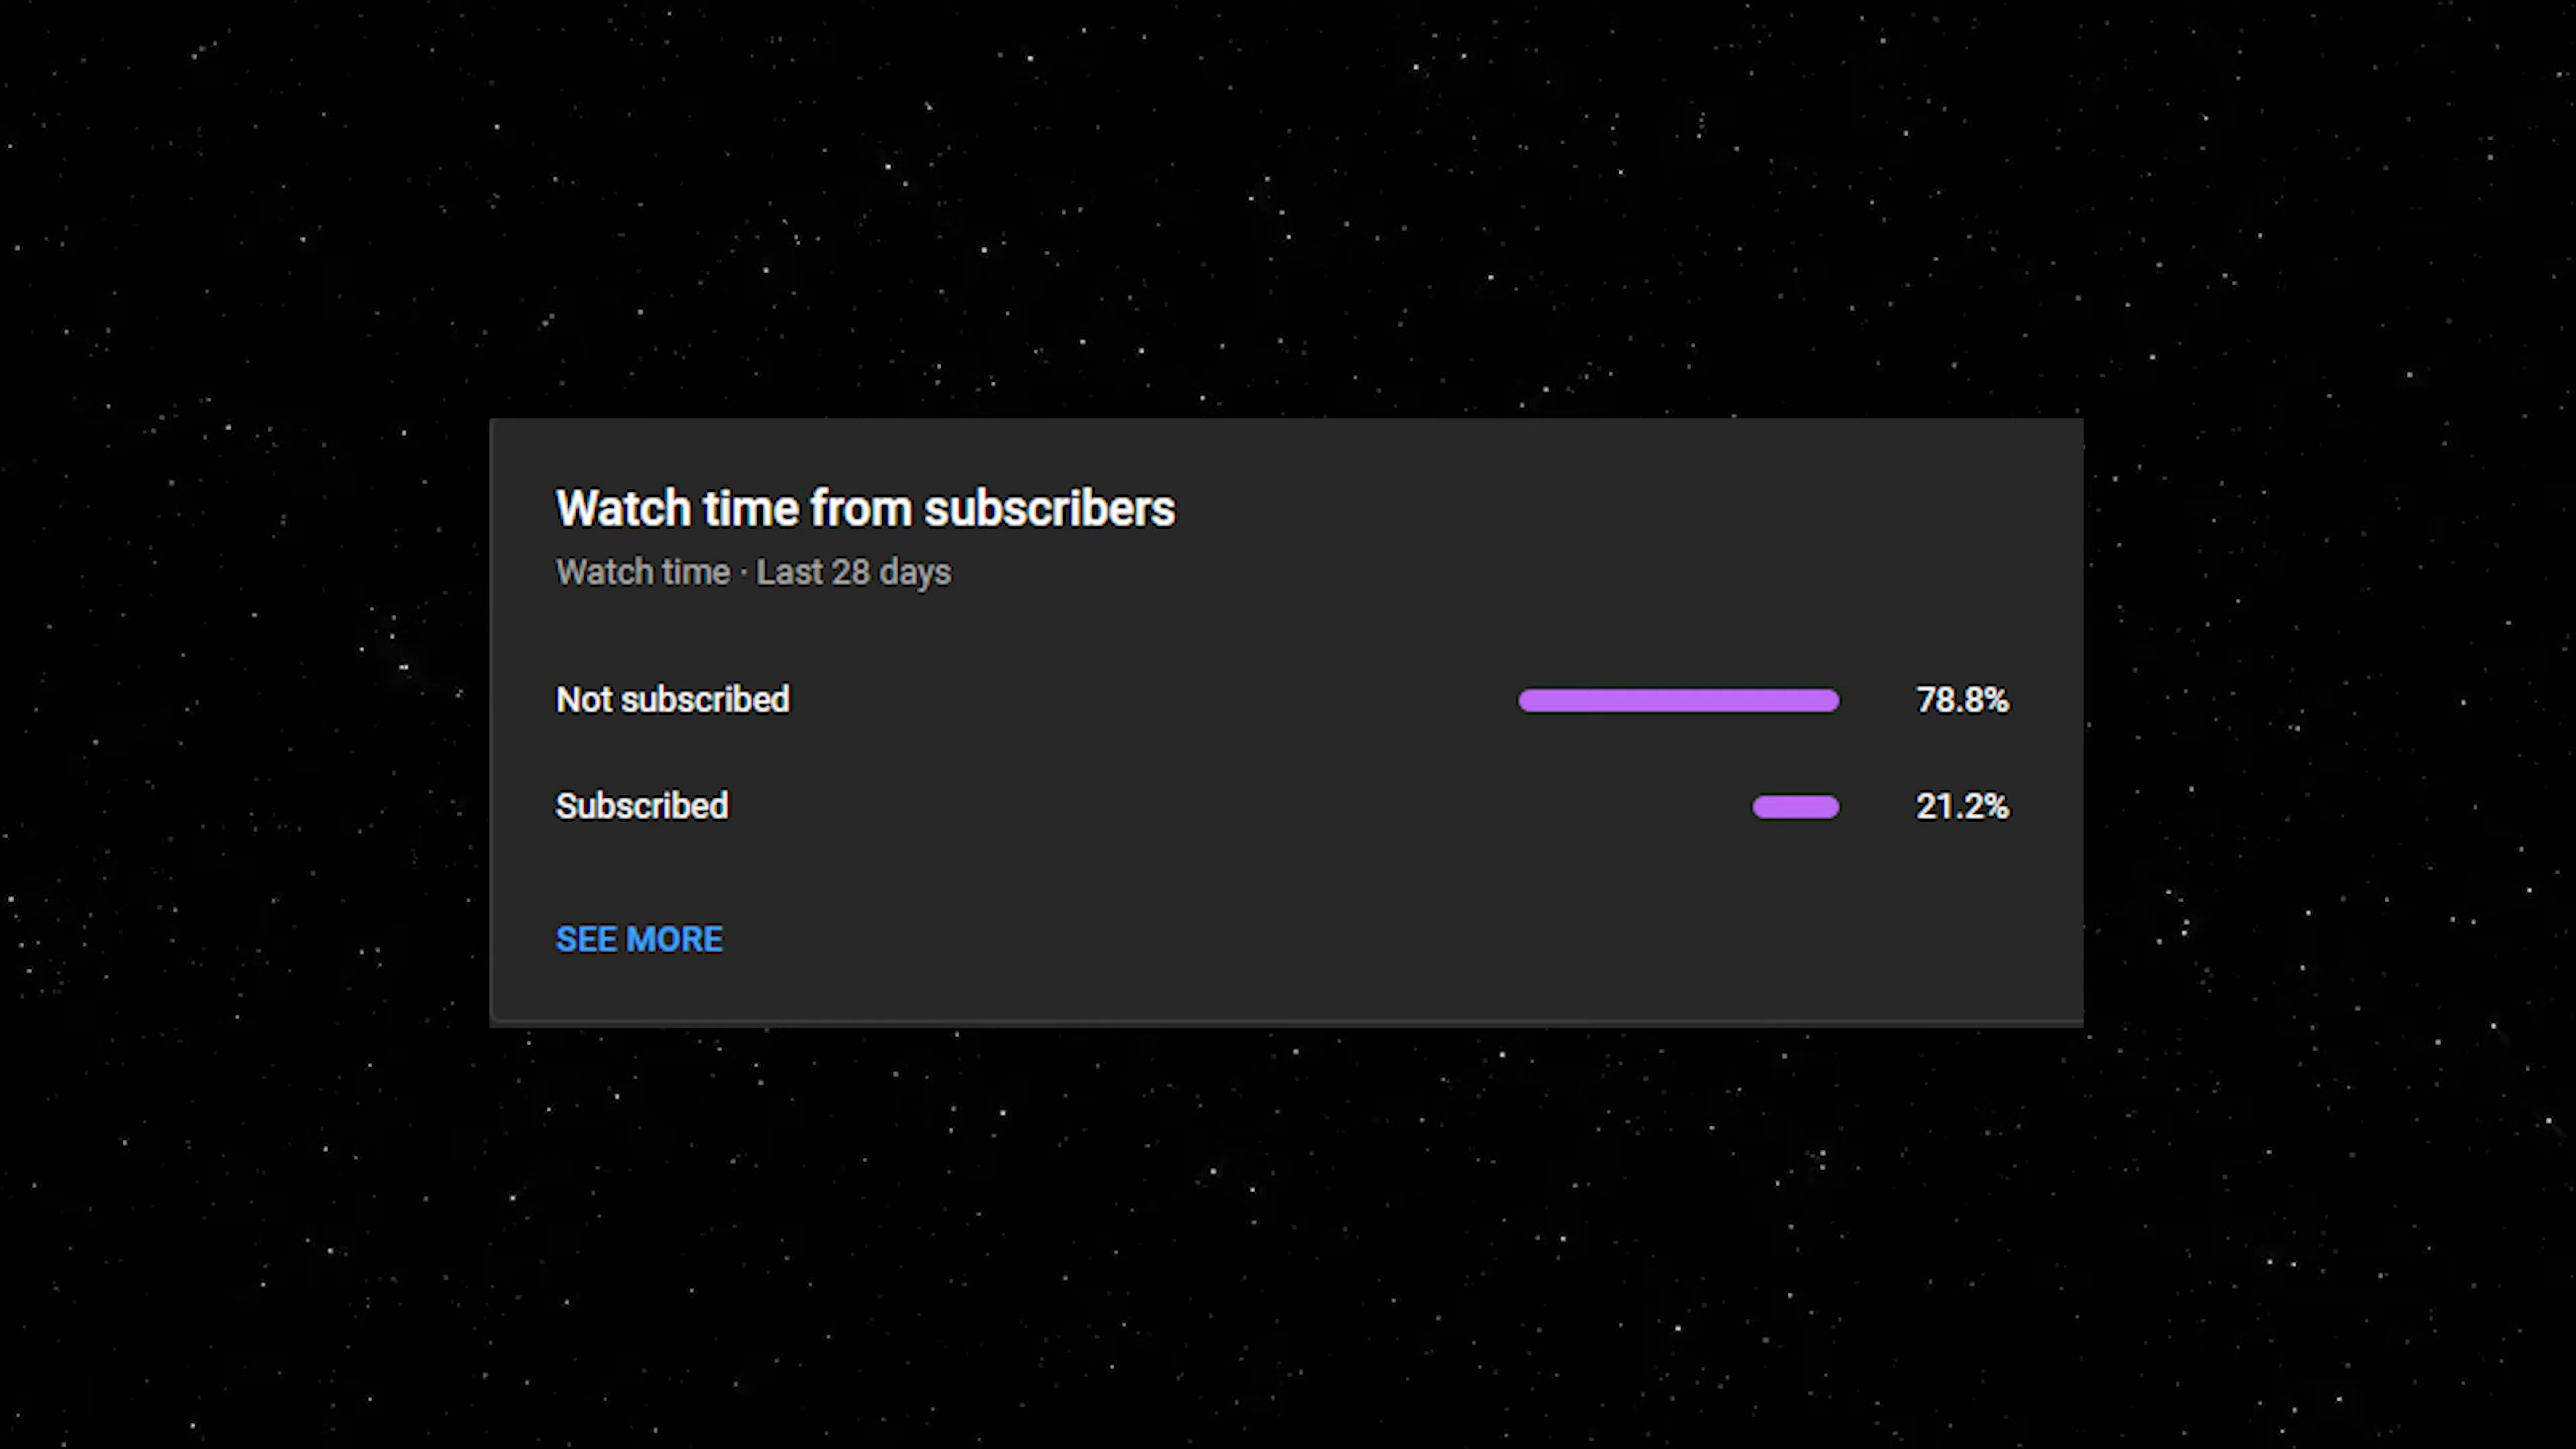 Watch time from subscribers
Watch time · Last 28 days
Not subscribed 78.8%
Subscribed 21.2%
SEE MORE